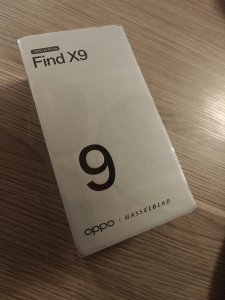 Find X9
9
oppo | HASSELBLAD